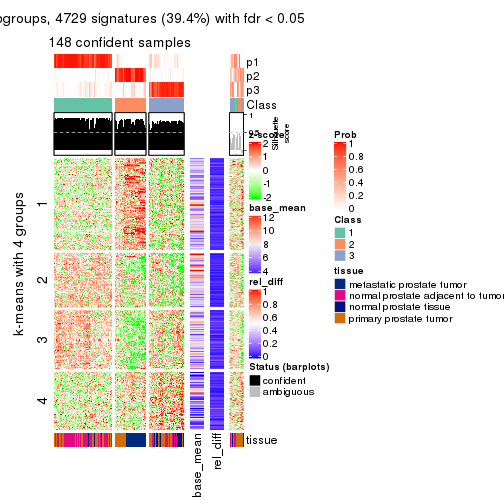 ogroups, 4729 signatures (39.4%) with fdr < 0.05
148 confident samples
p1
p2
p3
Class
1
0.5
Silhouette
score
z-score
2
1
0
-1
-2
base_mean
12
10
8
6
4
rel_diff
1
0.8
0.6
0.4
0.2
0
Status (barplots)
confident
ambiguous
Prob
1
0.8
0.6
0.4
0.2
0
Class
1
2
3
tissue
metastatic prostate tumor
normal prostate adjacent to tumor
normal prostate tissue
primary prostate tumor
k-means with 4 groups
1
2
3
4
tissue
base_mean
rel_diff